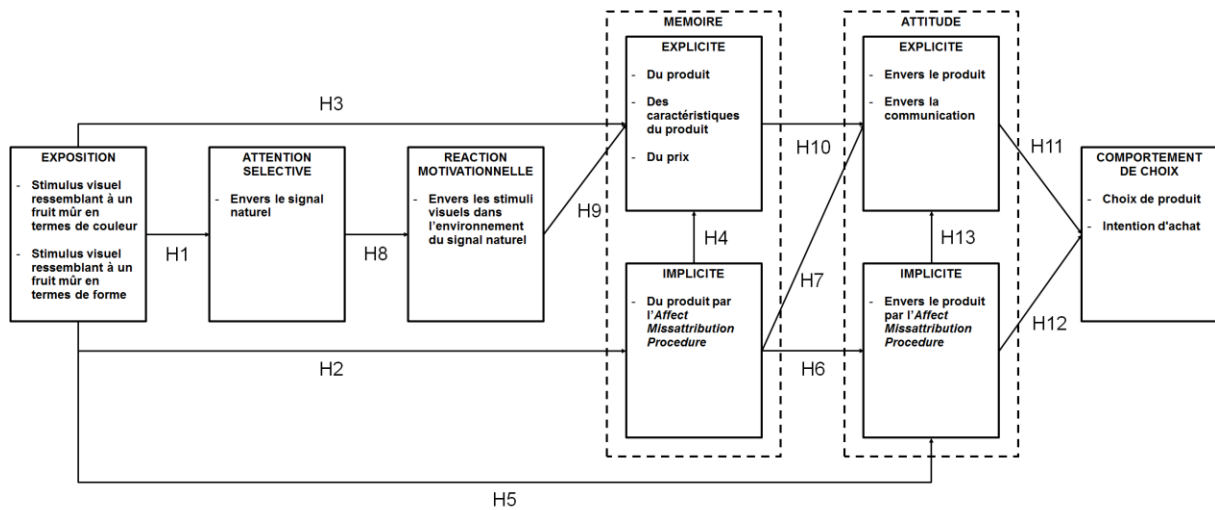 MEMOIRE
ATTITUDE
EXPLICITE
- Du produit
- Des
caractéristiques
du produit
- Du prix
EXPLICITE
- Envers le produit
- Envers la
communication
H3
H10
H11
EXPOSITION
- Stimulus visuel
ressemblant à un
fruit mûr en
termes de couleur
- Stimulus visuel
ressemblant à un
fruit mûr en
termes de forme
H1
ATTENTION
SELECTIVE
- Envers le signal
naturel
H8
REACTION
MOTIVATIONNELLE
- Envers les stimuli
visuels dans
l'environnement
du signal naturel
H9
H4
H7
H13
COMPORTEMENT
DE CHOIX
- Choix de produit
- Intention d'achat
IMPLICITE
- Du produit par
l'Affect
Missattribution
Procedure
IMPLICITE
- Envers le produit
par l'Affect
Missattribution
Procedure
H12
H2
H6
H5